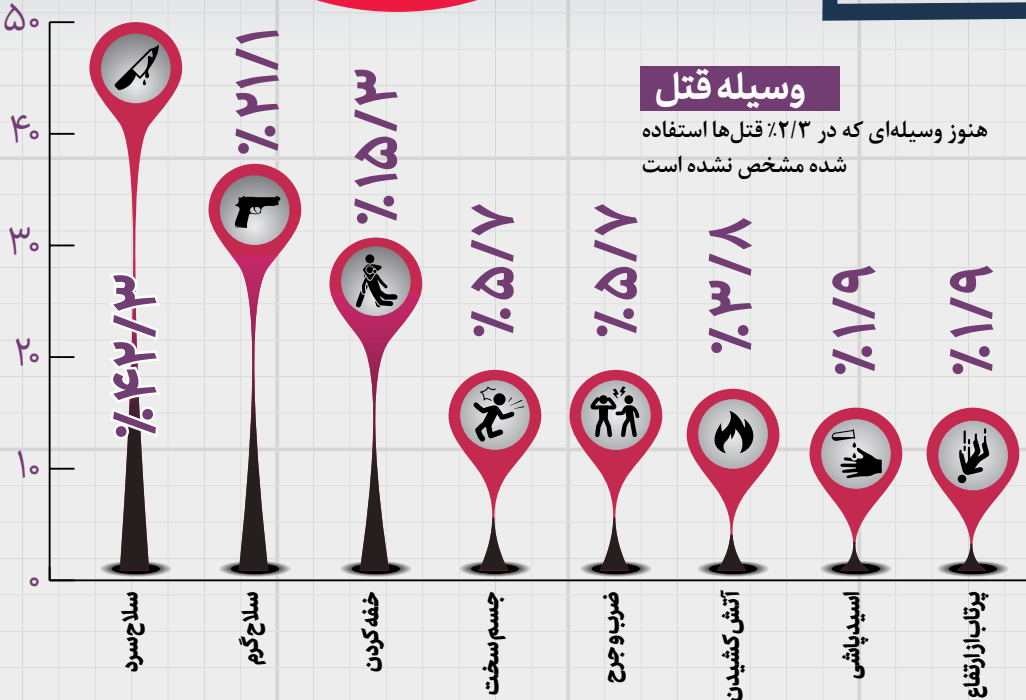 وسیله قتل
هنوز وسیله‌ای که در ۲/۳٪ قتل‌ها استفاده
شده مشخص نشده است
۵۰
۴۰
۳۰
۲۰
۱۰
۰
٪۴۲/۳
٪۲۱/۱
٪۱۵/۳
٪۵/۷
٪۵/۷
٪۳/۸
٪۱/۹
٪۱/۹
سلاح سرد
سلاح گرم
خفه کردن
جسم سخت
ضرب و جرح
آتش کشیدن
اسید پاشی
پرتاب از ارتفاع